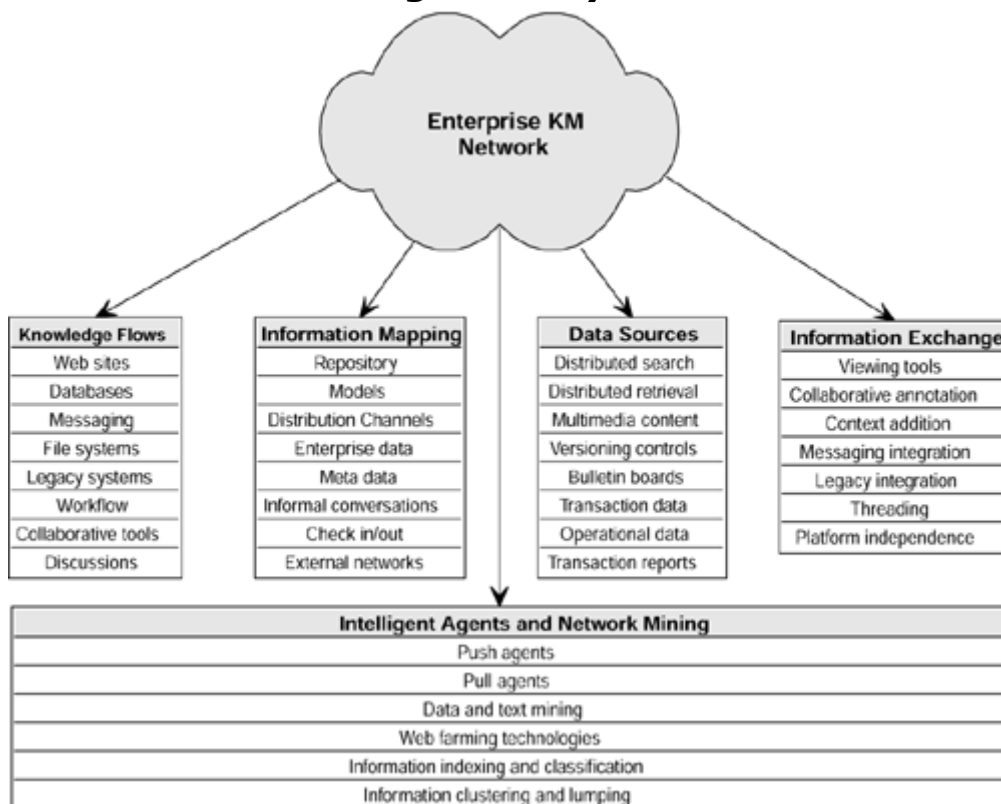 Enterprise KM
Network
Knowledge Flows
Web sites
Databases
Messaging
File systems
Legacy systems
Workflow
Collaborative tools
Discussions
Information Mapping
Repository
Models
Distribution Channels
Enterprise data
Meta data
Informal conversations
Check in/out
External networks
Data Sources
Distributed search
Distributed retrieval
Multimedia content
Versioning controls
Bulletin boards
Transaction data
Operational data
Transaction reports
Information Exchange
Viewing tools
Collaborative annotation
Context addition
Messaging integration
Legacy integration
Threading
Platform independence
Intelligent Agents and Network Mining
Push agents
Pull agents
Data and text mining
Web farming technologies
Information indexing and classification
Information clustering and lumping